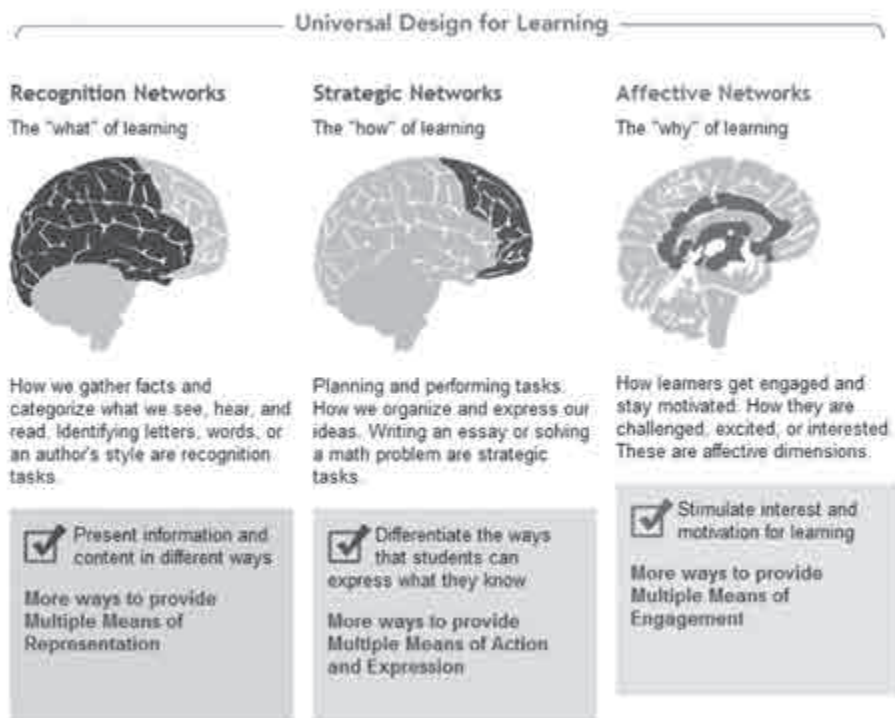 Universal Design for Learning
Recognition Networks
The "what" of learning
How we gather facts and
categorize what we see, hear, and
read. Identifying letters, words, or
an author's style are recognition
tasks.
Present information and
content in different ways
More ways to provide
Multiple Means of
Representation
Strategic Networks
The "how" of learning
Planning and performing tasks.
How we organize and express our
ideas. Writing an essay or solving
a math problem are strategic
tasks.
Differentiate the ways
that students can
express what they know
More ways to provide
Multiple Means of Action
and Expression
Affective Networks
The "why" of learning
How learners get engaged and
stay motivated. How they are
challenged, excited, or interested.
These are affective dimensions.
Stimulate interest and
motivation for learning
More ways to provide
Multiple Means of
Engagement